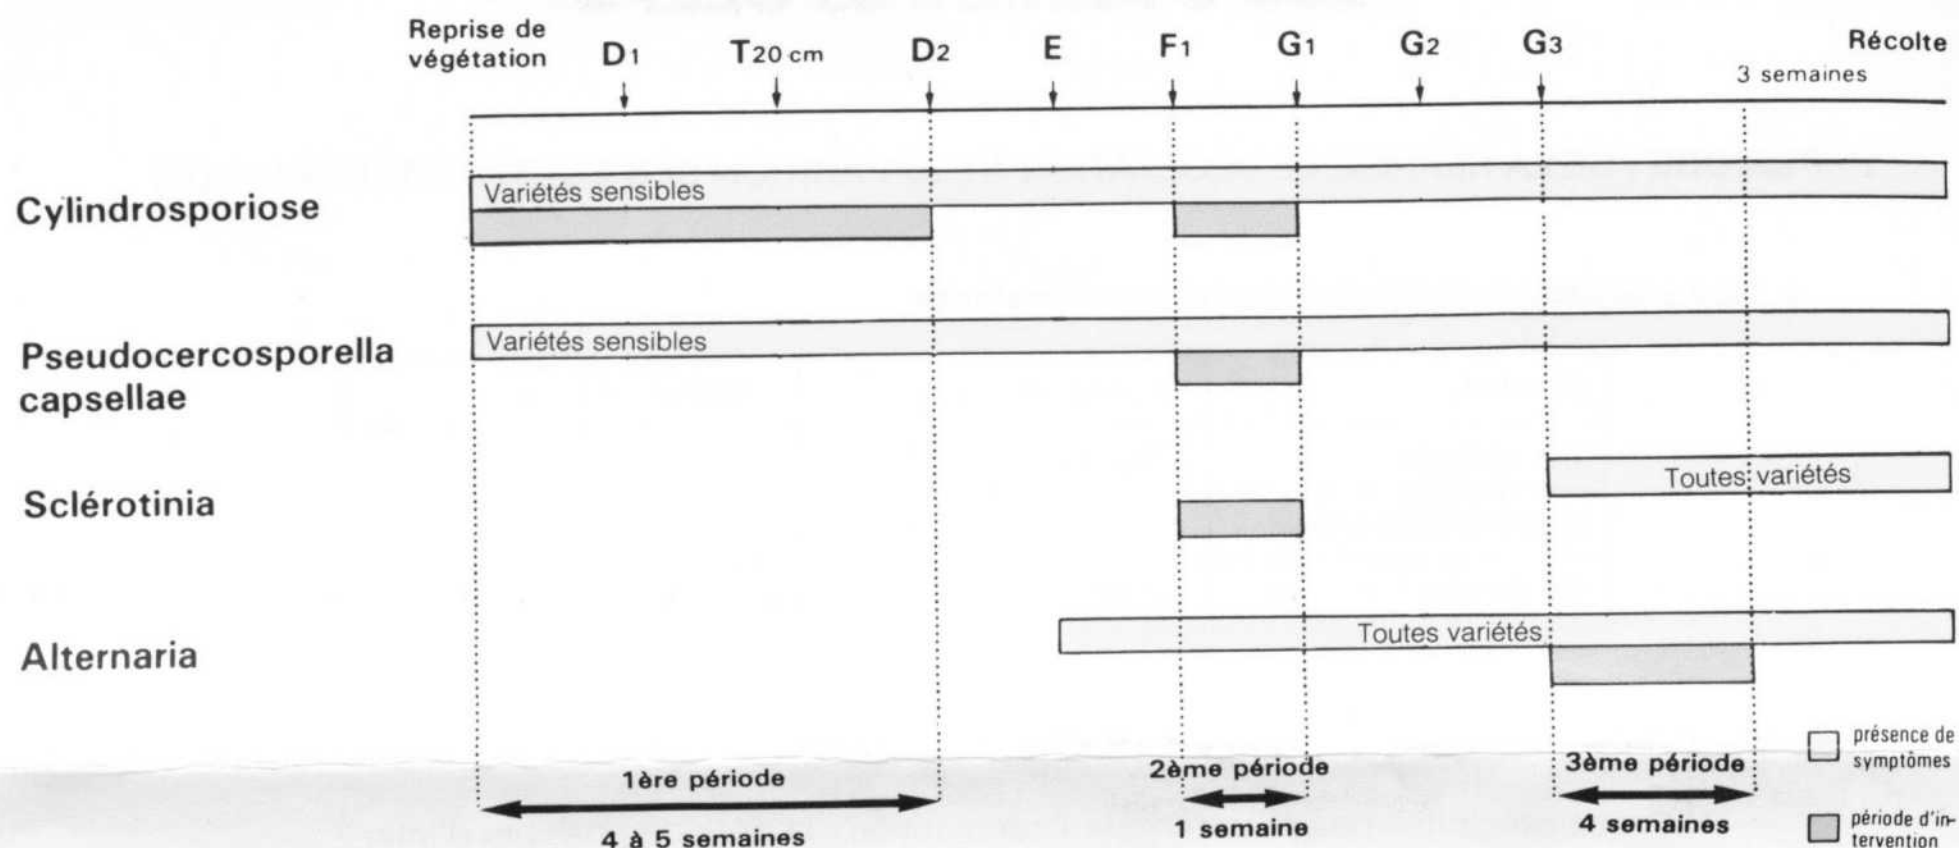 Reprise de
végétation
D1
T20 cm
D2
E
F1
G1
G2
G3
Récolte
3 semaines
Cylindrosporiose
Variétés sensibles
Pseudocercosporella
capsellae
Variétés sensibles
Sclérotinia
Toutes variétés
Alternaria
Toutes variétés
1ère période
4 à 5 semaines
2ème période
1 semaine
3ème période
4 semaines
présence de
symptômes
période d'in-
tervention